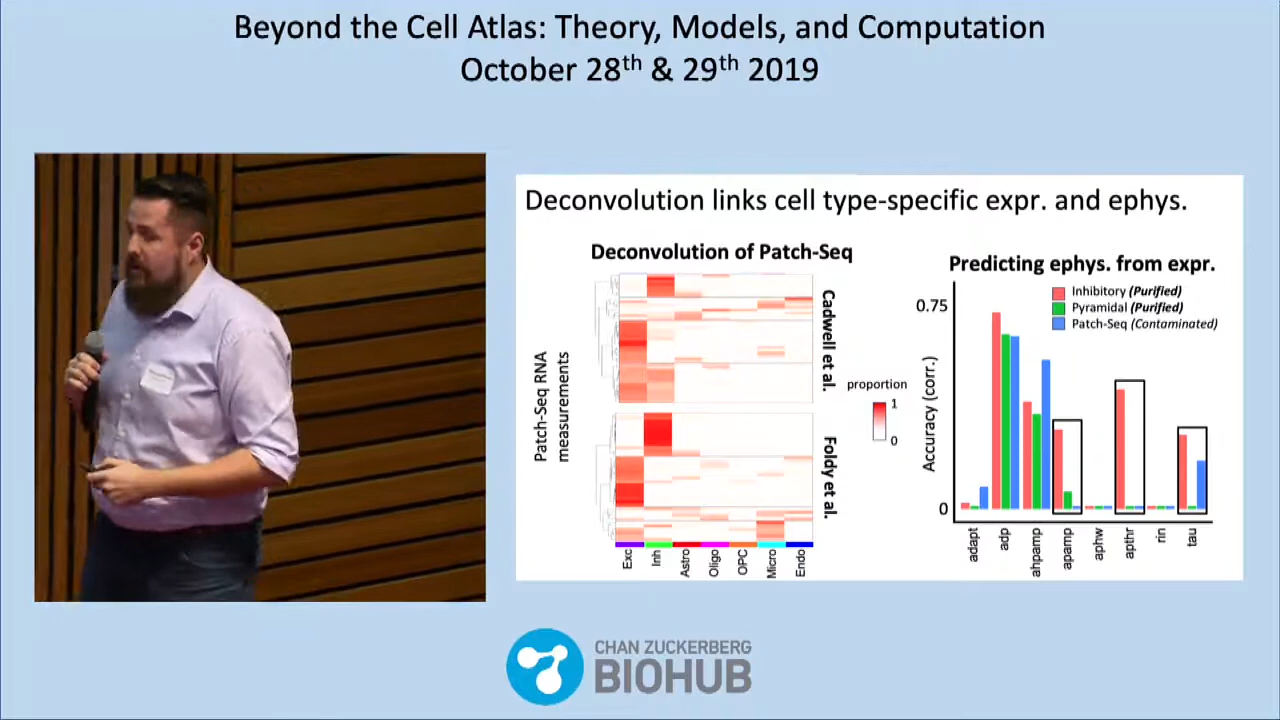 Beyond the Cell Atlas: Theory, Models, and Computation
October 28th & 29th 2019
Deconvolution links cell type-specific expr. and ephys.
Deconvolution of Patch-Seq
Patch-Seq RNA
measurements
Cadwell et al.
Foldy et al.
proportion
1
0
Exc
Inh
Astro
Oligo
OPC
Micro
Endo
Predicting ephys. from expr.
Inhibitory (Purified)
Pyramidal (Purified)
Patch-Seq (Contaminated)
0.75
Accuracy (corr.)
0
adapt
adp
ahpamp
apamp
aphw
apthr
rin
tau
CHAN ZUCKERBERG
BIOHUB